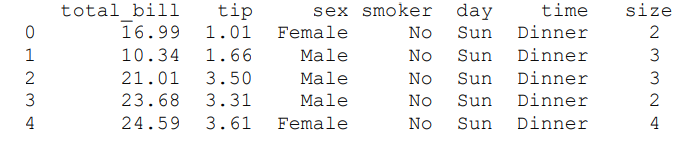 total_bill tip sex smoker day time size
0 16.99 1.01 Female No Sun Dinner 2
1 10.34 1.66 Male No Sun Dinner 3
2 21.01 3.50 Male No Sun Dinner 3
3 23.68 3.31 Male No Sun Dinner 2
4 24.59 3.61 Female No Sun Dinner 4